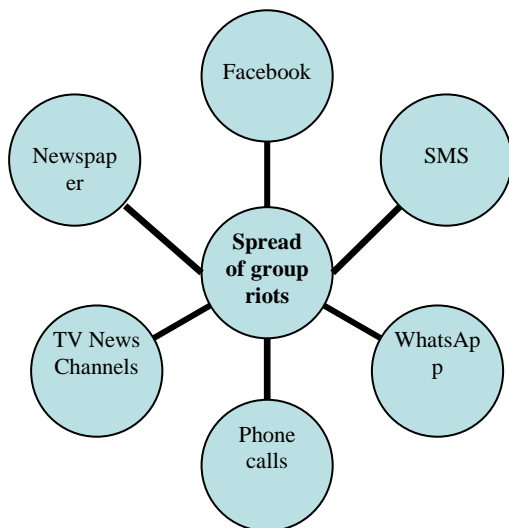 Facebook
Newspap
er
SMS
Spread
of group
riots
TV News
Channels
WhatsAp
p
Phone
calls